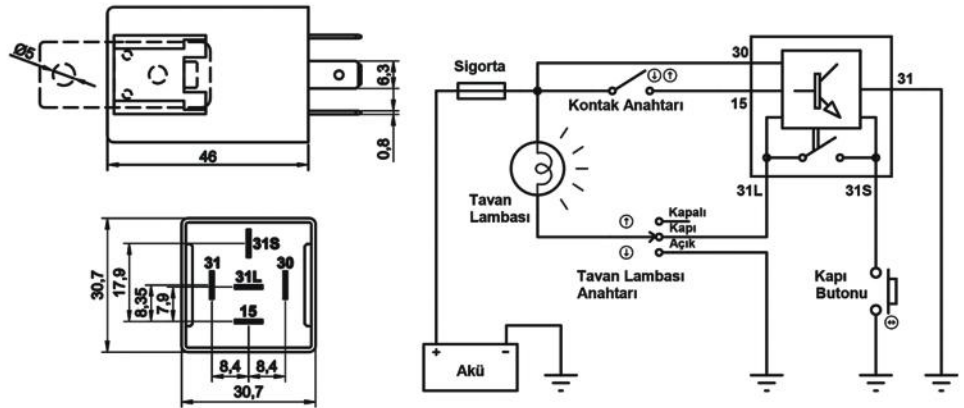 Ø5
6,3
0,8
46
31S
31
31L
30
15
30,7
17,9
8,35
7,9
8,4
8,4
30,7
Sigorta
Kontak Anahtarı
30
15
31
31L
31S
Tavan
Lambası
Kapalı
Kapı
Açık
Tavan Lambası
Anahtarı
Kapı
Butonu
+
-
Akü